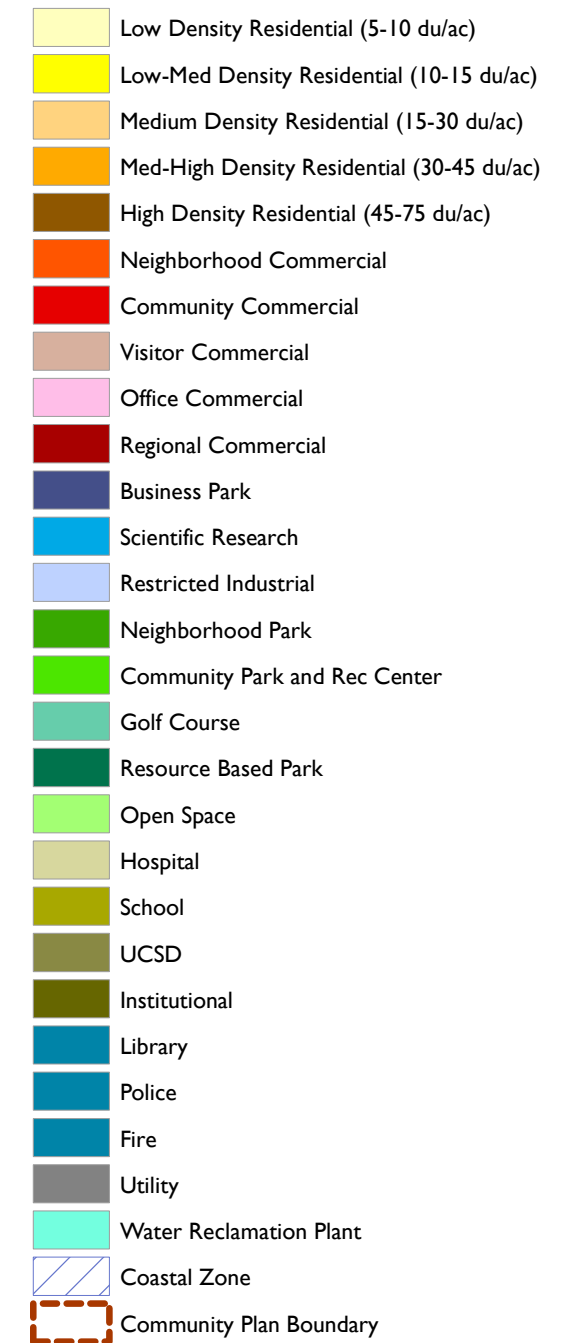 Low Density Residential (5-10 du/ac)
Low-Med Density Residential (10-15 du/ac)
Medium Density Residential (15-30 du/ac)
Med-High Density Residential (30-45 du/ac)
High Density Residential (45-75 du/ac)
Neighborhood Commercial
Community Commercial
Visitor Commercial
Office Commercial
Regional Commercial
Business Park
Scientific Research
Restricted Industrial
Neighborhood Park
Community Park and Rec Center
Golf Course
Resource Based Park
Open Space
Hospital
School
UCSD
Institutional
Library
Police
Fire
Utility
Water Reclamation Plant
Coastal Zone
Community Plan Boundary